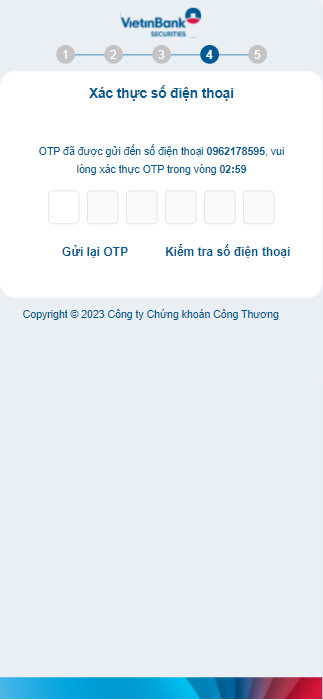 VietinBank
SECURITIES
1 2 3 4 5
Xác thực số điện thoại
OTP đã được gửi đến số điện thoại 0962178595, vui
lòng xác thực OTP trong vòng 02:59
Gửi lại OTP Kiểm tra số điện thoại
Copyright © 2023 Công ty Chứng khoán Công Thương